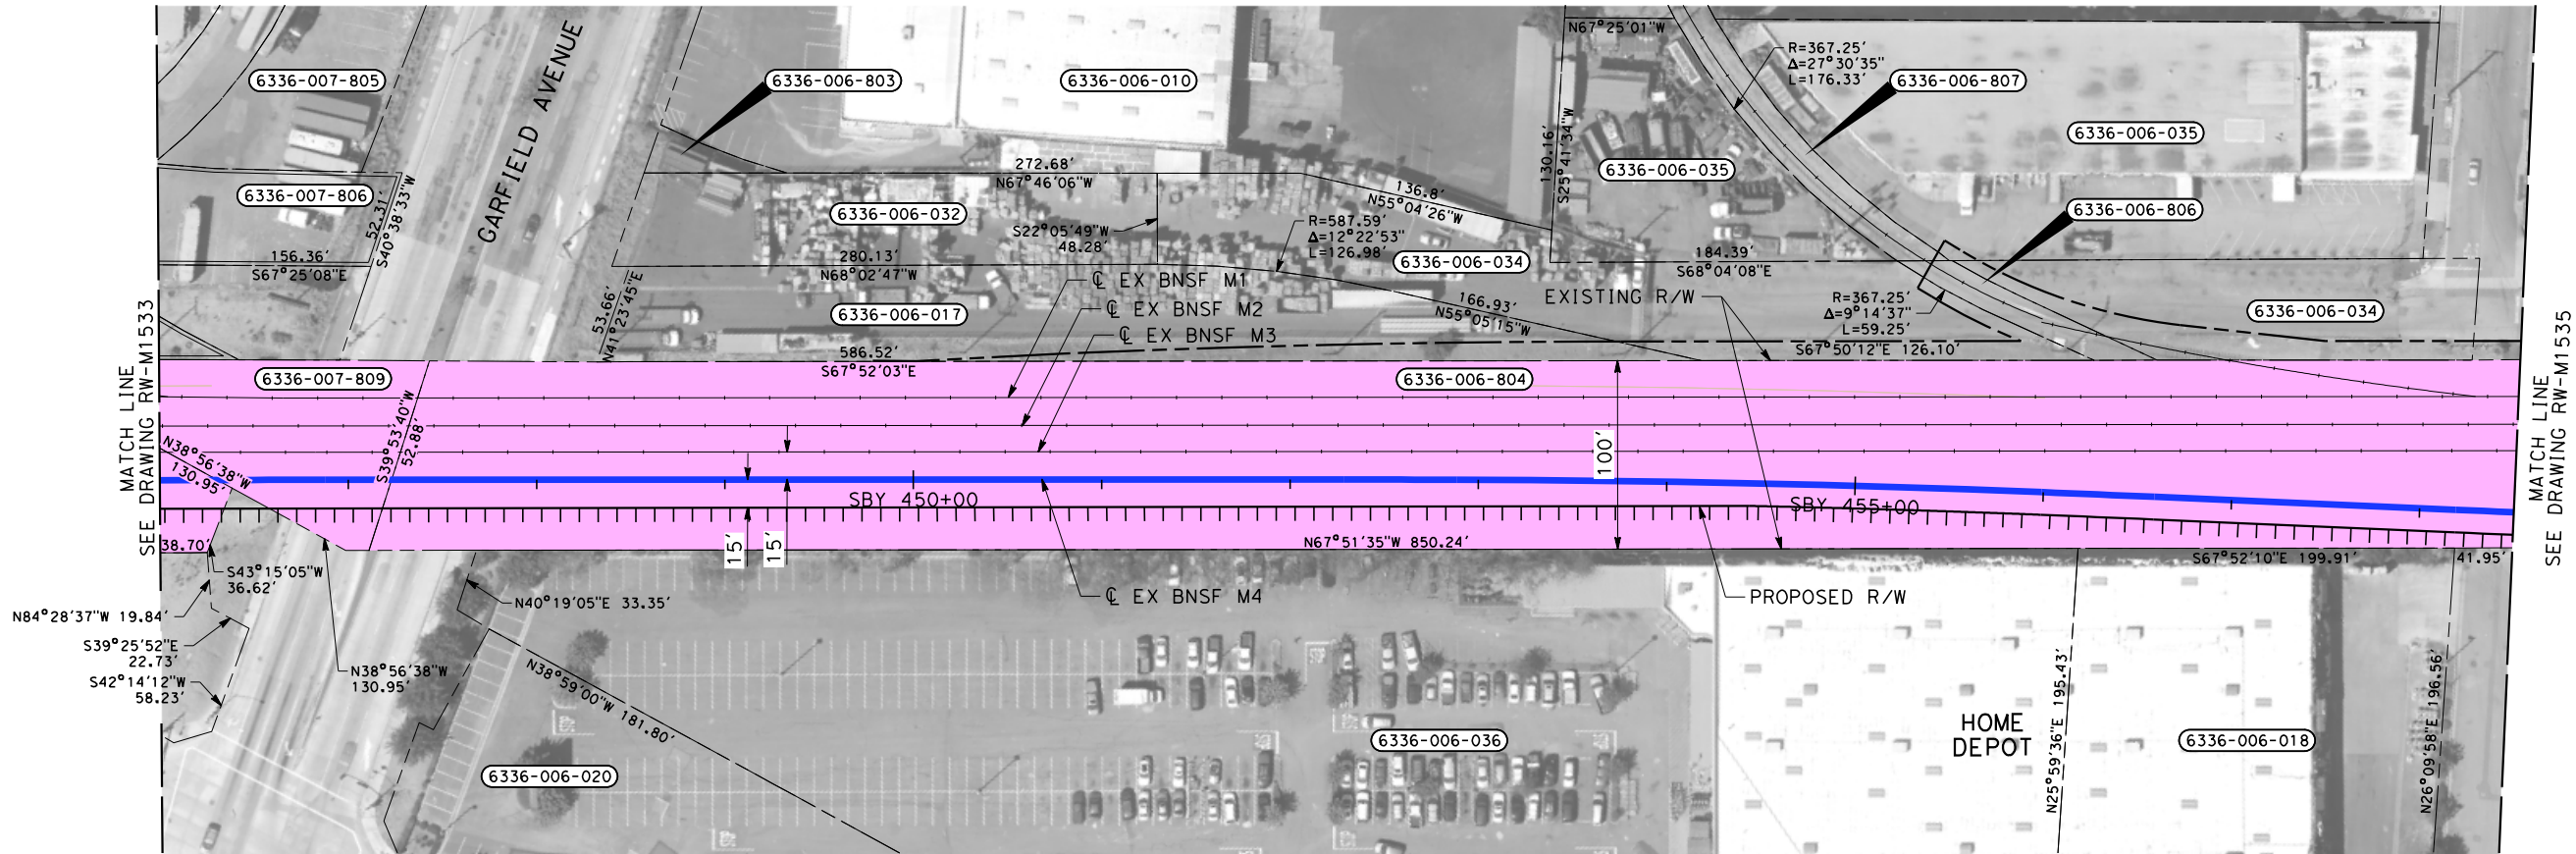 6336-007-805
GARFIELD AVENUE
6336-006-803
6336-006-010
N67°25'01"W
R=367.25'
Δ=27°30'35"
L=176.33'
6336-006-807
6336-006-035
6336-006-035
130.16'
S25°41'34"W
6336-007-806
52.31'
S40°38'33"W
272.68'
N67°46'06"W
136.8'
N55°04'26"W
6336-006-032
S22°05'49"W
48.28'
R=587.59'
Δ=12°22'53"
L=126.98'
6336-006-034
6336-006-806
156.36'
S67°25'08"E
280.13'
N68°02'47"W
184.39'
S68°04'08"E
53.66'
N41°23'45"E
6336-006-017
℄ EX BNSF M1
℄ EX BNSF M2
℄ EX BNSF M3
166.93'
N55°05'15"W
EXISTING R/W
R=367.25'
Δ=9°14'37"
L=59.25'
6336-006-034
586.52'
S67°52'03"E
S67°50'12"E 126.10'
MATCH LINE
SEE DRAWING RW-M1533
MATCH LINE
SEE DRAWING RW-M1535
6336-007-809
6336-006-804
S39°53'40"W
52.88'
N38°56'38"W
130.95'
100'
SBY 450+00
SBY 455+00
15'
15'
38.70'
N67°51'35"W 850.24'
S67°52'10"E 199.91'
41.95'
S43°15'05"W
36.62'
N84°28'37"W 19.84'
S39°25'52"E
22.73'
S42°14'12"W
58.23'
N38°56'38"W
130.95'
N40°19'05"E 33.35'
℄ EX BNSF M4
PROPOSED R/W
N38°59'00"W 181.80'
6336-006-020
6336-006-036
HOME
DEPOT
N25°59'36"E 195.43'
6336-006-018
N26°09'58"E 196.56'